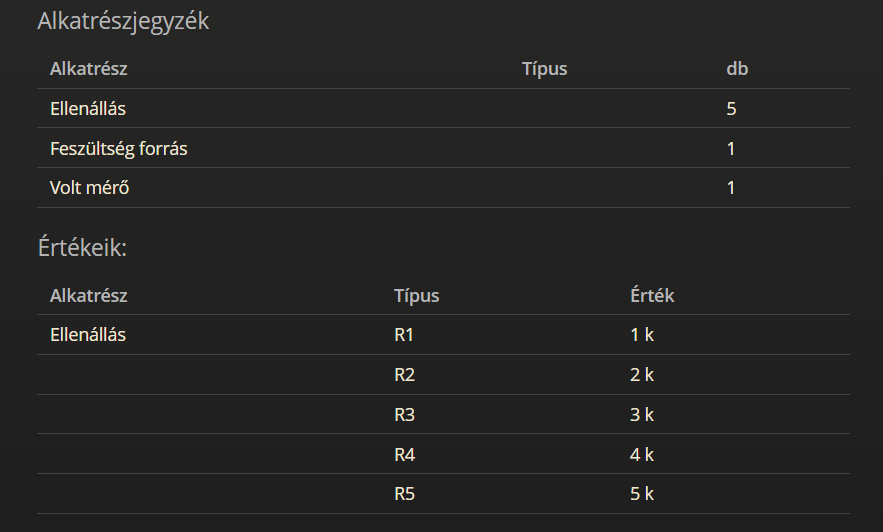 Alkatrészjegyzék
Alkatrész Típus db
Ellenállás 5
Feszültség forrás 1
Volt mérő 1
Értékeik:
Alkatrész Típus Érték
Ellenállás R1 1 k
R2 2 k
R3 3 k
R4 4 k
R5 5 k